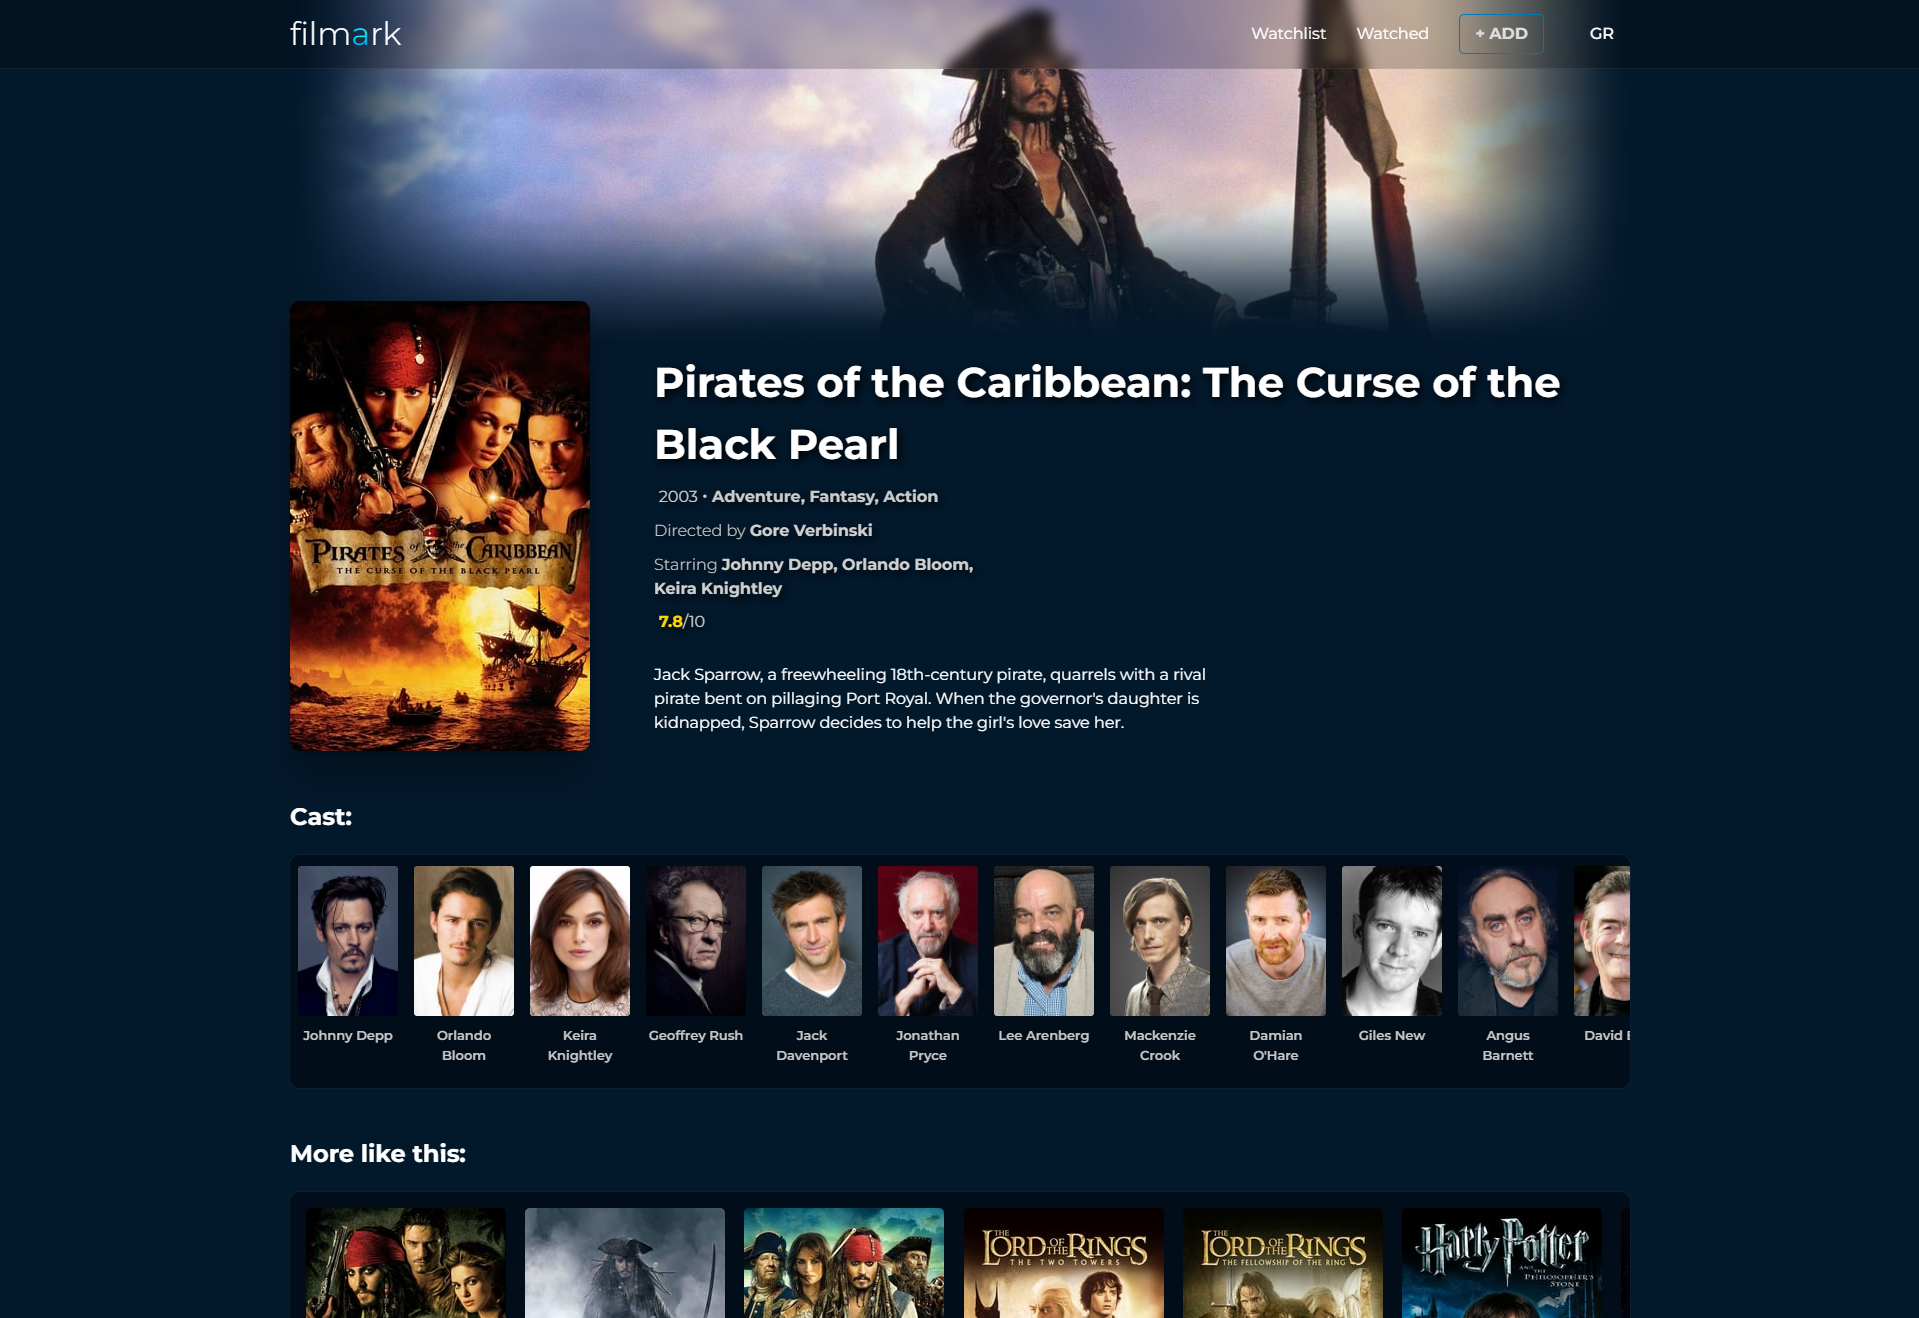 filmark
Watchlist
Watched
+ ADD
GR
Pirates of the Caribbean: The Curse of the
Black Pearl
2003 • Adventure, Fantasy, Action
Directed by Gore Verbinski
Starring Johnny Depp, Orlando Bloom,
Keira Knightley
7.8/10
Jack Sparrow, a freewheeling 18th-century pirate, quarrels with a rival
pirate bent on pillaging Port Royal. When the governor's daughter is
kidnapped, Sparrow decides to help the girl's love save her.
PIRATES of the CARIBBEAN
THE CURSE OF THE BLACK PEARL
Cast:
Johnny Depp
Orlando
Bloom
Keira
Knightley
Geoffrey Rush
Jack
Davenport
Jonathan
Pryce
Lee Arenberg
Mackenzie
Crook
Damian
O'Hare
Giles New
Angus
Barnett
David
More like this:
THE
LORD OF THE RINGS
THE TWO TOWERS
THE
LORD OF THE RINGS
THE FELLOWSHIP OF THE RING
Harry Potter
AND THE
PHILOSOPHER'S
STONE